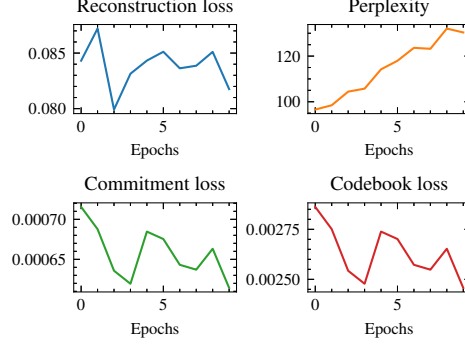 Reconstruction loss
0.085
0.080
0
5
Epochs
Perplexity
120
100
0
5
Epochs
Commitment loss
0.00070
0.00065
0
5
Epochs
Codebook loss
0.00275
0.00250
0
5
Epochs